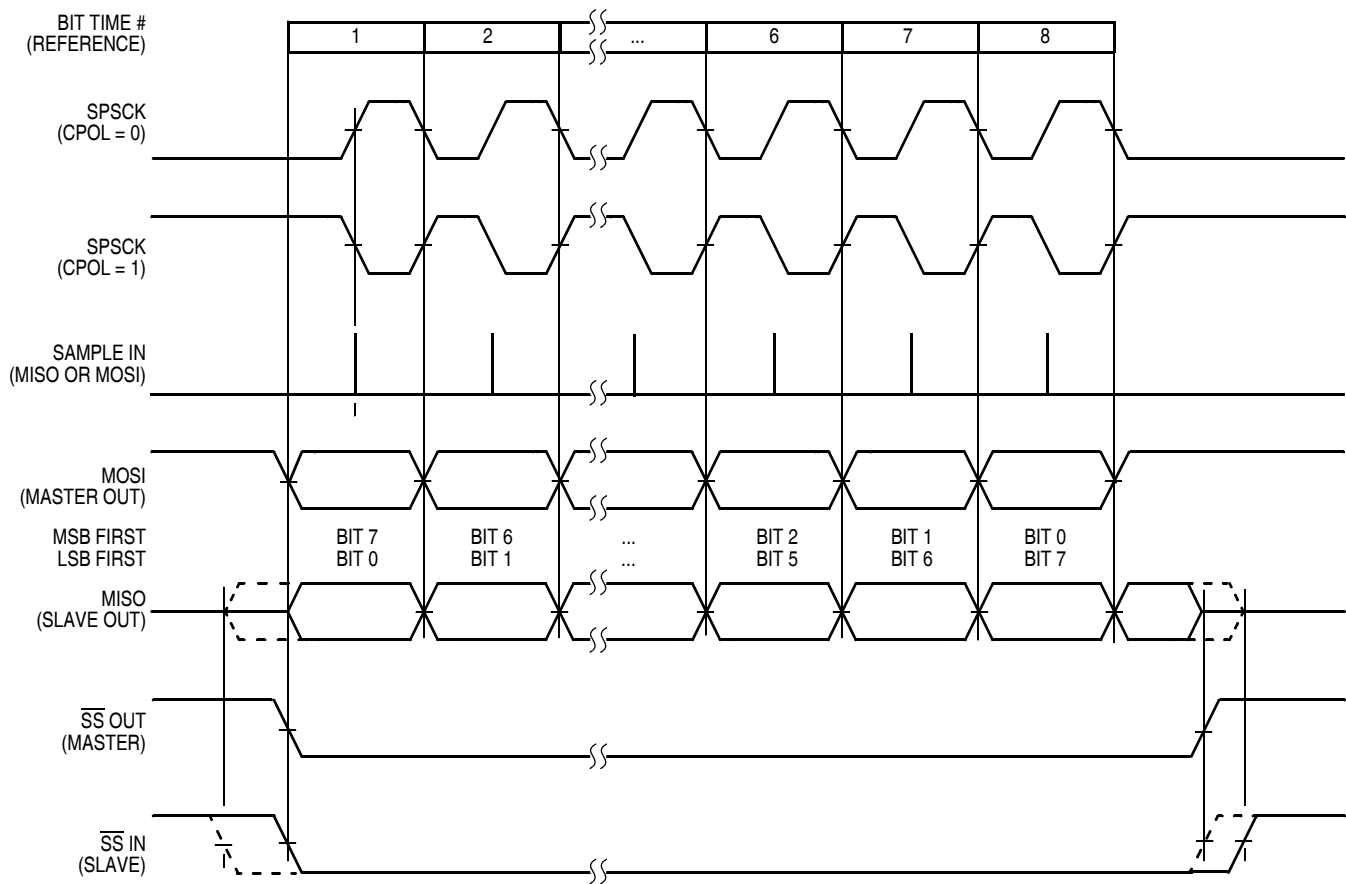 BIT TIME #
(REFERENCE)
1 2 ... 6 7 8
SPSCK
(CPOL = 0)
SPSCK
(CPOL = 1)
SAMPLE IN
(MISO OR MOSI)
MOSI
(MASTER OUT)
MSB FIRST BIT 7 BIT 6 ... BIT 2 BIT 1 BIT 0
LSB FIRST BIT 0 BIT 1 ... BIT 5 BIT 6 BIT 7
MISO
(SLAVE OUT)
SS OUT
(MASTER)
SS IN
(SLAVE)